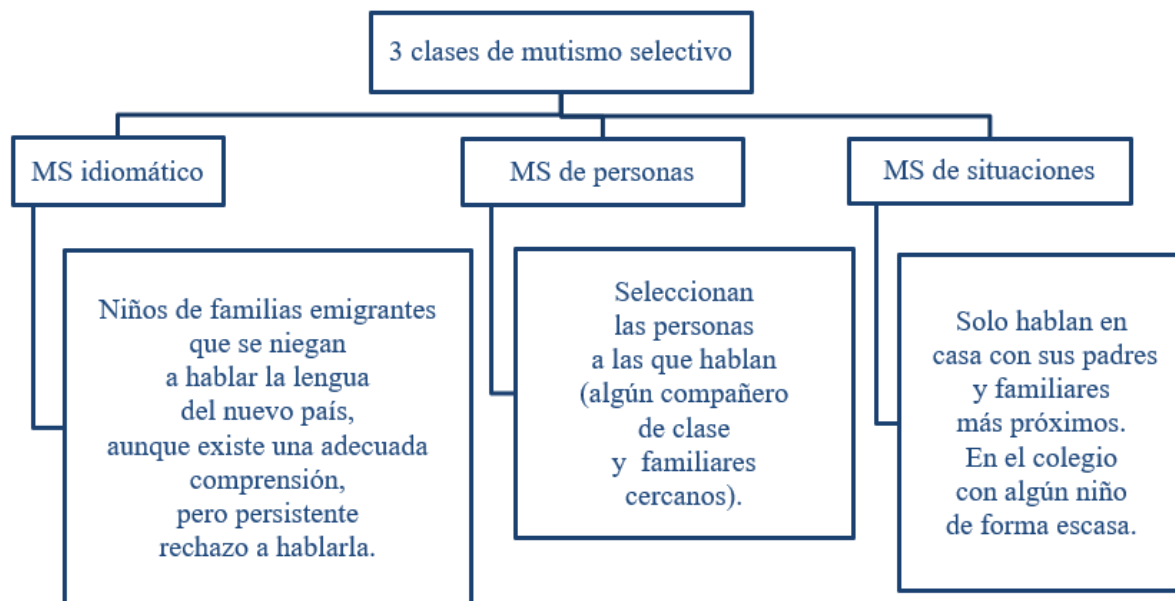 3 clases de mutismo selectivo
MS idiomático
MS de personas
MS de situaciones
Niños de familias emigrantes
que se niegan
a hablar la lengua
del nuevo país,
aunque existe una adecuada
comprensión,
pero persistente
rechazo a hablarla.
Seleccionan
las personas
a las que hablan
(algún compañero
de clase
y familiares
cercanos).
Solo hablan en
casa con sus padres
y familiares
más próximos.
En el colegio
con algún niño
de forma escasa.